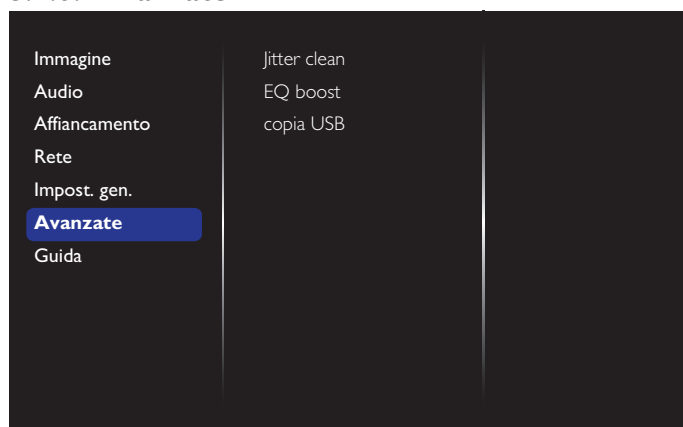 Immagine
Audio
Affiancamento
Rete
Impost. gen.
Avanzate
Guida
Jitter clean
EQ boost
copia USB